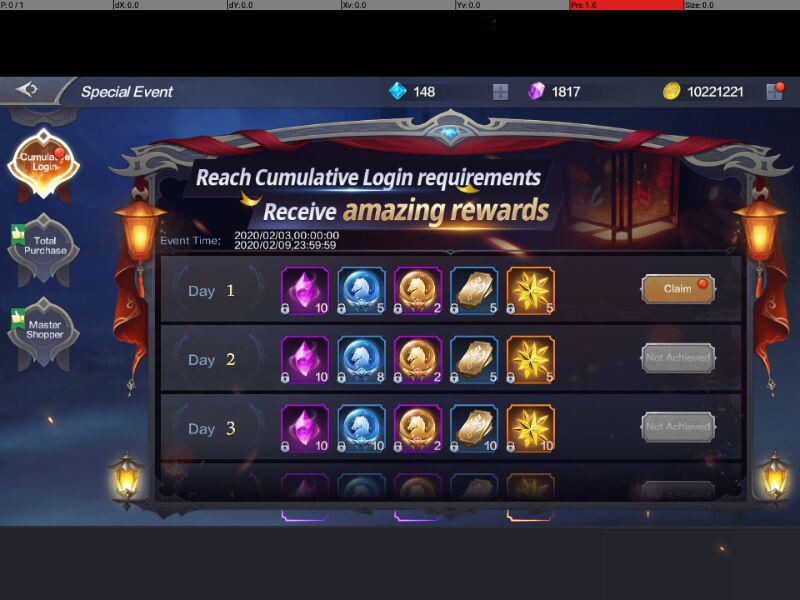 P: 0 / 1
dX: 0.0
dY: 0.0
Xv: 0.0
Yv: 0.0
Prs: 1.0
Size: 0.0
Special Event
148
1817
10221221
Cumulative
Login
Reach Cumulative Login requirements
Receive amazing rewards
Total
Purchase
Event Time:
2020/02/03,00:00:00
2020/02/09,23:59:59
Day 1
10
5
2
5
5
Claim
Master
Shopper
Day 2
10
8
2
5
5
Not Achieved
Day 3
10
10
2
10
10
Not Achieved
Day 4